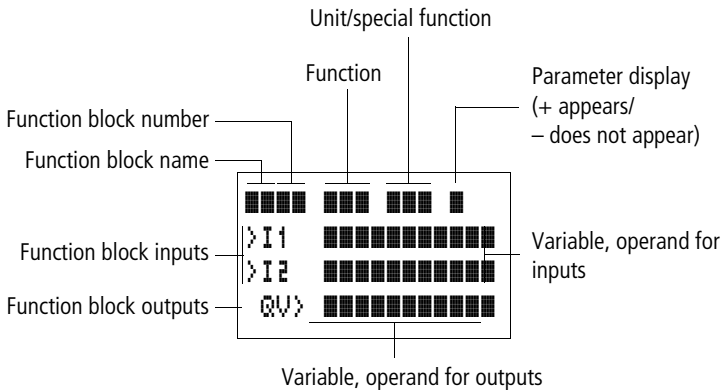 Unit/special function
Function
Parameter display
(+ appears/
– does not appear)
Function block number
Function block name
>I1
Function block inputs
>I2
Variable, operand for
inputs
Function block outputs
QV>
Variable, operand for outputs